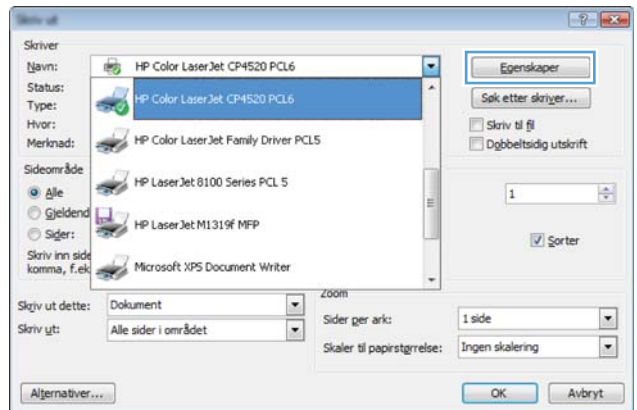 Skriv ut
Skriver
Navn: HP Color LaserJet CP4520 PCL6
Egenskaper
Status:
HP Color LaserJet CP4520 PCL6
Søk etter skriver...
Type:
Hvor:
Skriv til fil
Merknad:
HP Color LaserJet Family Driver PCL5
Dobbeltsidig utskrift
Sideområde
HP LaserJet 8100 Series PCL 5
Alle
1
Gjeldend
HP LaserJet M1319f MFP
Sider:
Sorter
Skriv inn side
komma, f.ek
Microsoft XPS Document Writer
Zoom
Skriv ut dette: Dokument
Sider per ark: 1 side
Skriv ut: Alle sider i området
Skaler til papirstørrelse: Ingen skalering
Alternativer...
OK
Avbryt